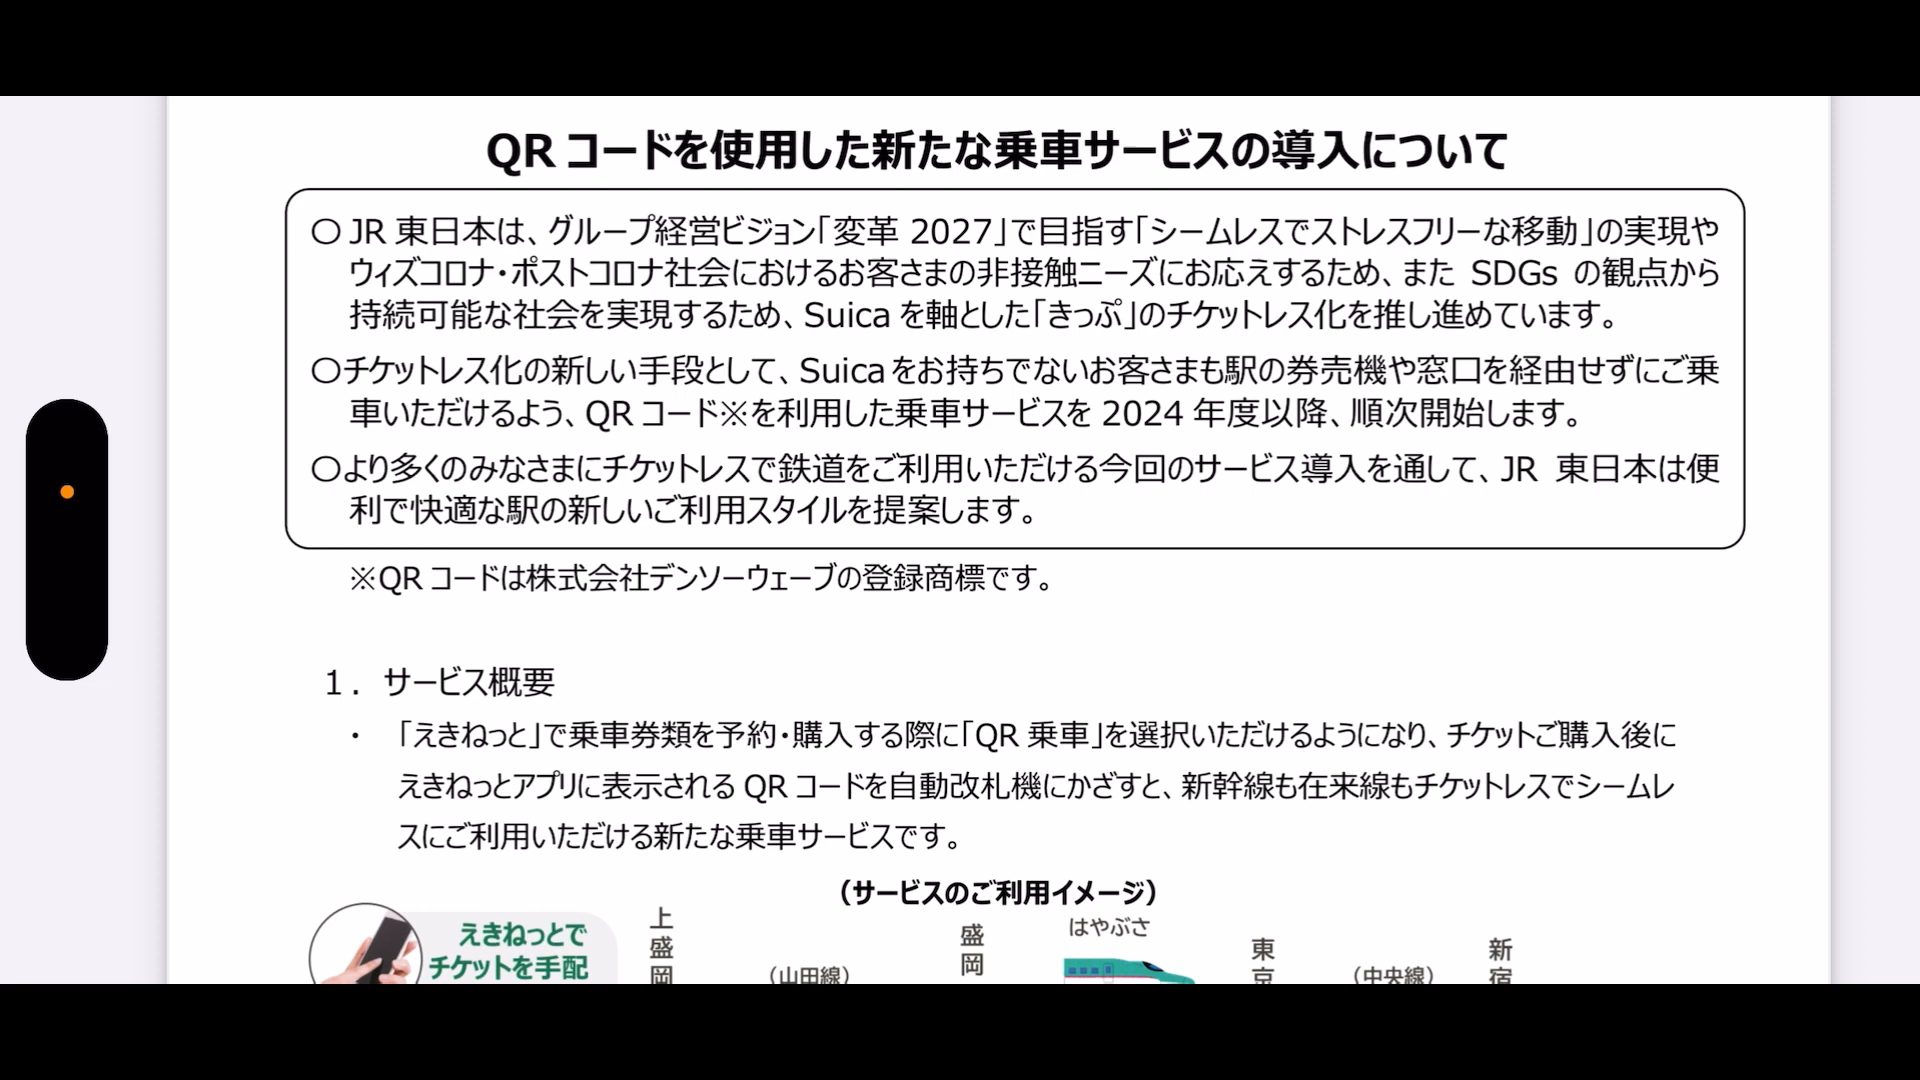 QRコードを使用した新たな乗車サービスの導入について
〇 JR 東日本は、グループ経営ビジョン「変革 2027」で目指す「シームレスでストレスフリーな移動」の実現や
ウィズコロナ・ポストコロナ社会におけるお客さまの非接触ニーズにお応えするため、また SDGs の観点から
持続可能な社会を実現するため、Suica を軸とした「きっぷ」のチケットレス化を推し進めています。
〇チケットレス化の新しい手段として、Suicaをお持ちでないお客さまも駅の券売機や窓口を経由せずにご乗
車いただけるよう、QRコード※を利用した乗車サービスを 2024 年度以降、順次開始します。
〇より多くのみなさまにチケットレスで鉄道をご利用いただける今回のサービス導入を通して、JR 東日本は便
利で快適な駅の新しいご利用スタイルを提案します。
※QRコードは株式会社デンソーウェーブの登録商標です。
１．サービス概要
・ 「えきねっと」で乗車券類を予約・購入する際に「QR 乗車」を選択いただけるようになり、チケットご購入後に
えきねっとアプリに表示される QRコードを自動改札機にかざすと、新幹線も在来線もチケットレスでシームレ
スにご利用いただける新たな乗車サービスです。
（サービスのご利用イメージ）
えきねっとで
チケットを手配
上盛岡
（山田線）
盛岡
はやぶさ
東京
（中央線）
新宿